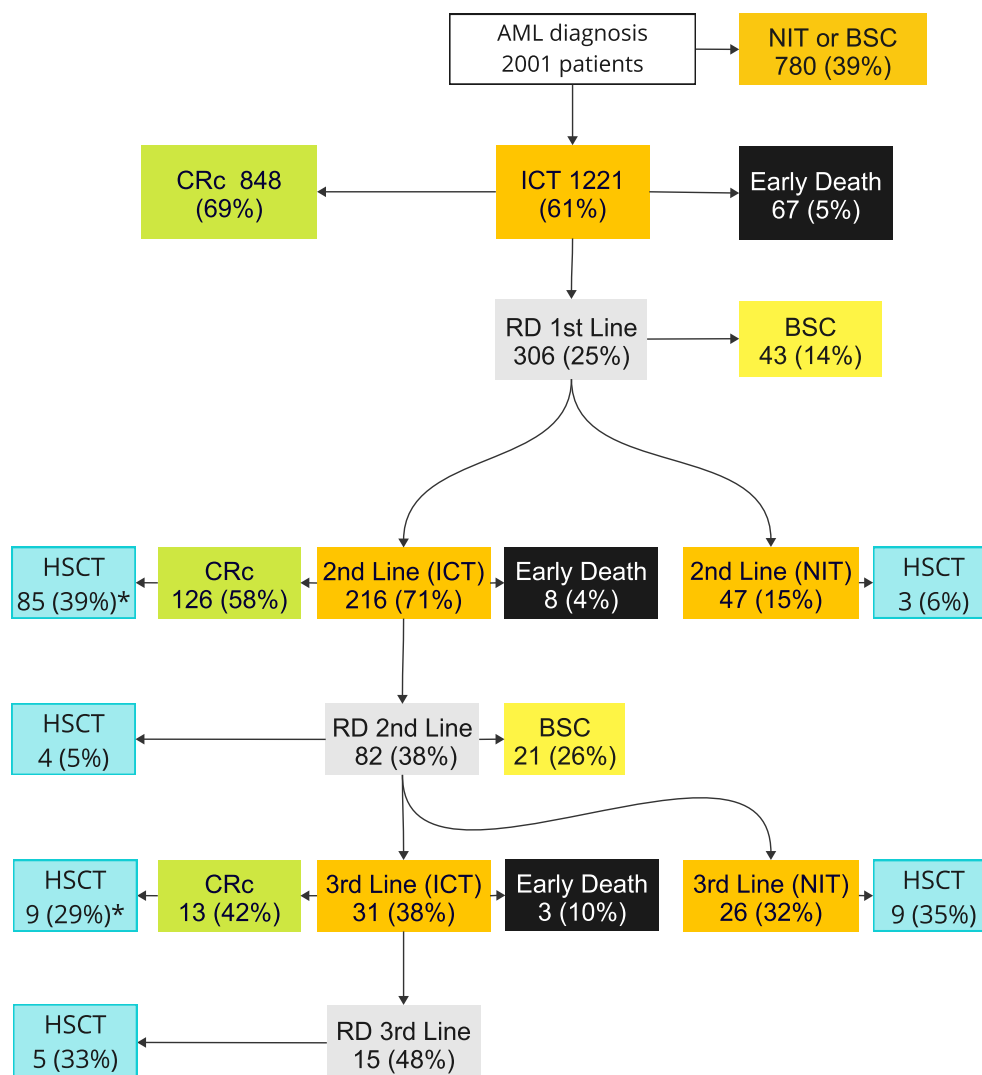 AML diagnosis
2001 patients
NIT or BSC
780 (39%)
CRc 848
(69%)
ICT 1221
(61%)
Early Death
67 (5%)
RD 1st Line
306 (25%)
BSC
43 (14%)
HSCT
85 (39%)*
CRc
126 (58%)
2nd Line (ICT)
216 (71%)
Early Death
8 (4%)
2nd Line (NIT)
47 (15%)
HSCT
3 (6%)
HSCT
4 (5%)
RD 2nd Line
82 (38%)
BSC
21 (26%)
HSCT
9 (29%)*
CRc
13 (42%)
3rd Line (ICT)
31 (38%)
Early Death
3 (10%)
3rd Line (NIT)
26 (32%)
HSCT
9 (35%)
HSCT
5 (33%)
RD 3rd Line
15 (48%)